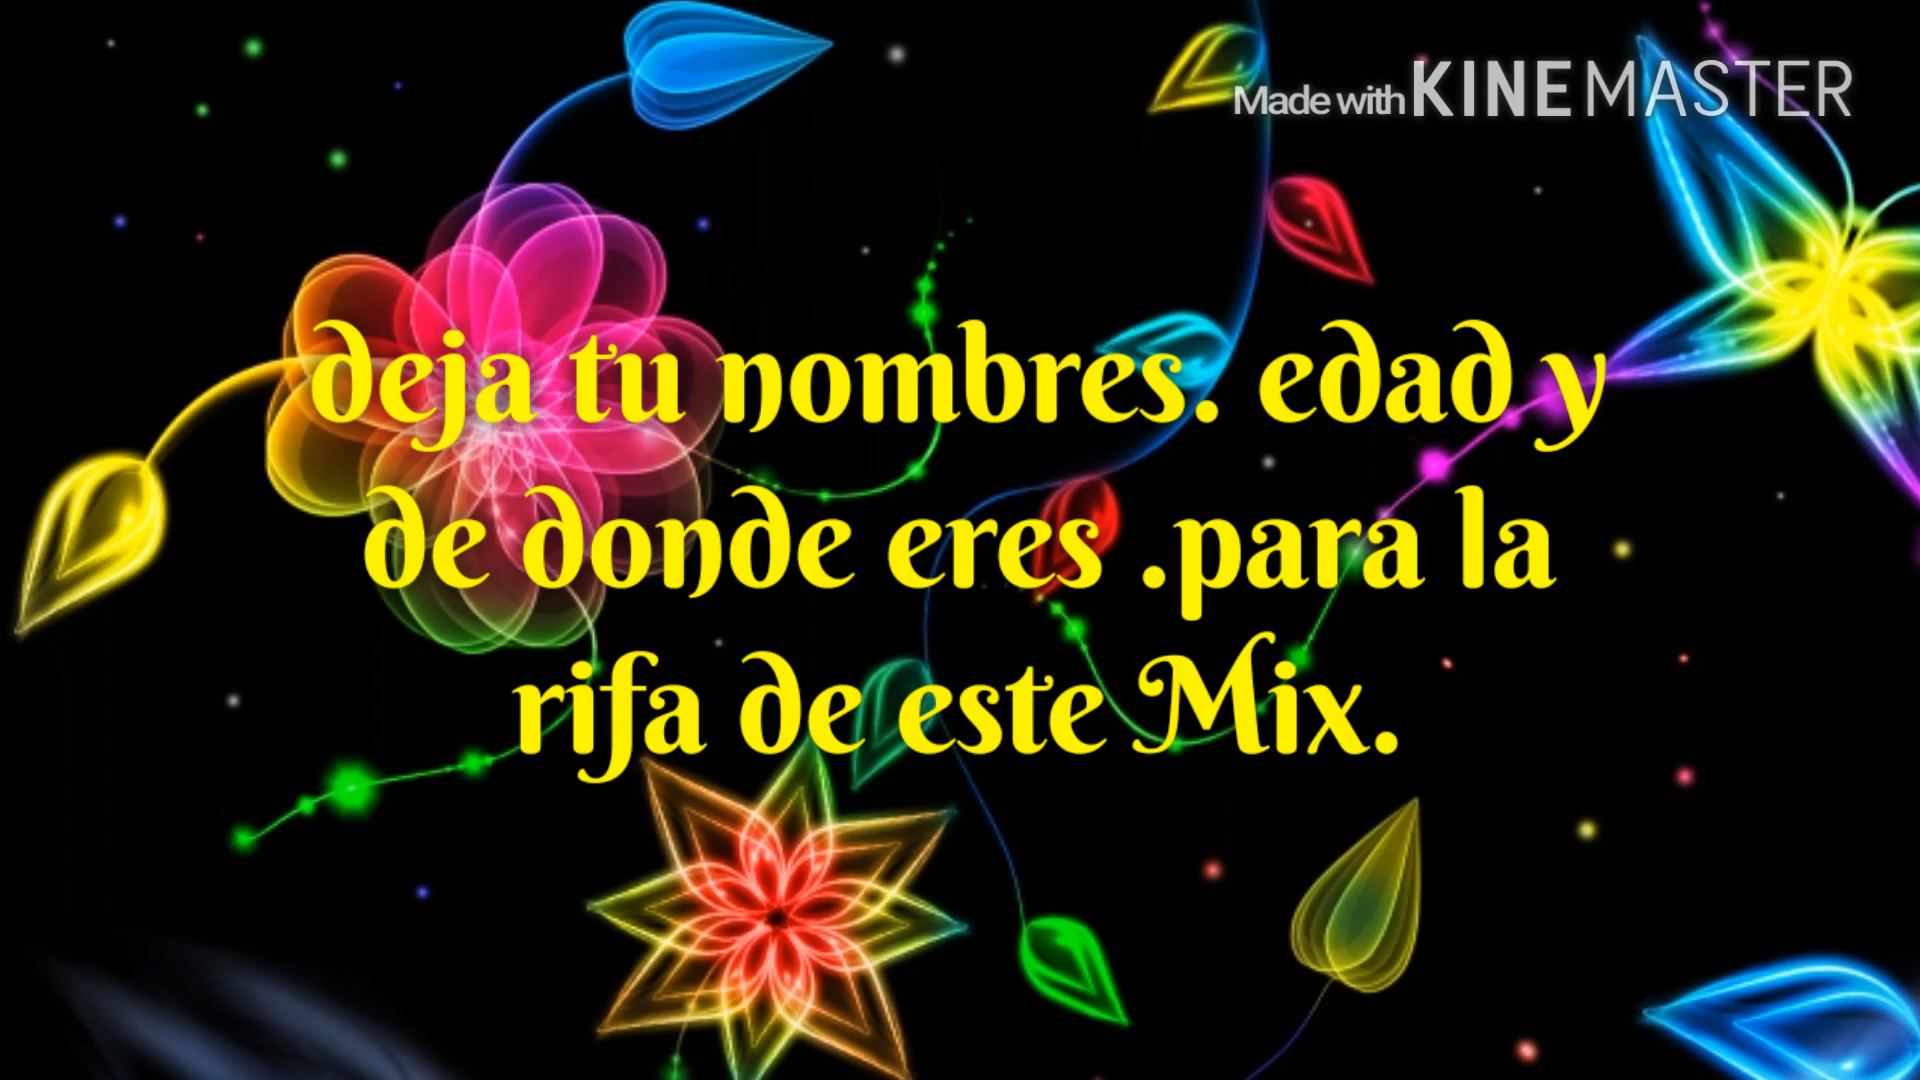 Made with KINEMASTER
deja tu nombres. edad y
de donde eres .para la
rifa de este Mix.